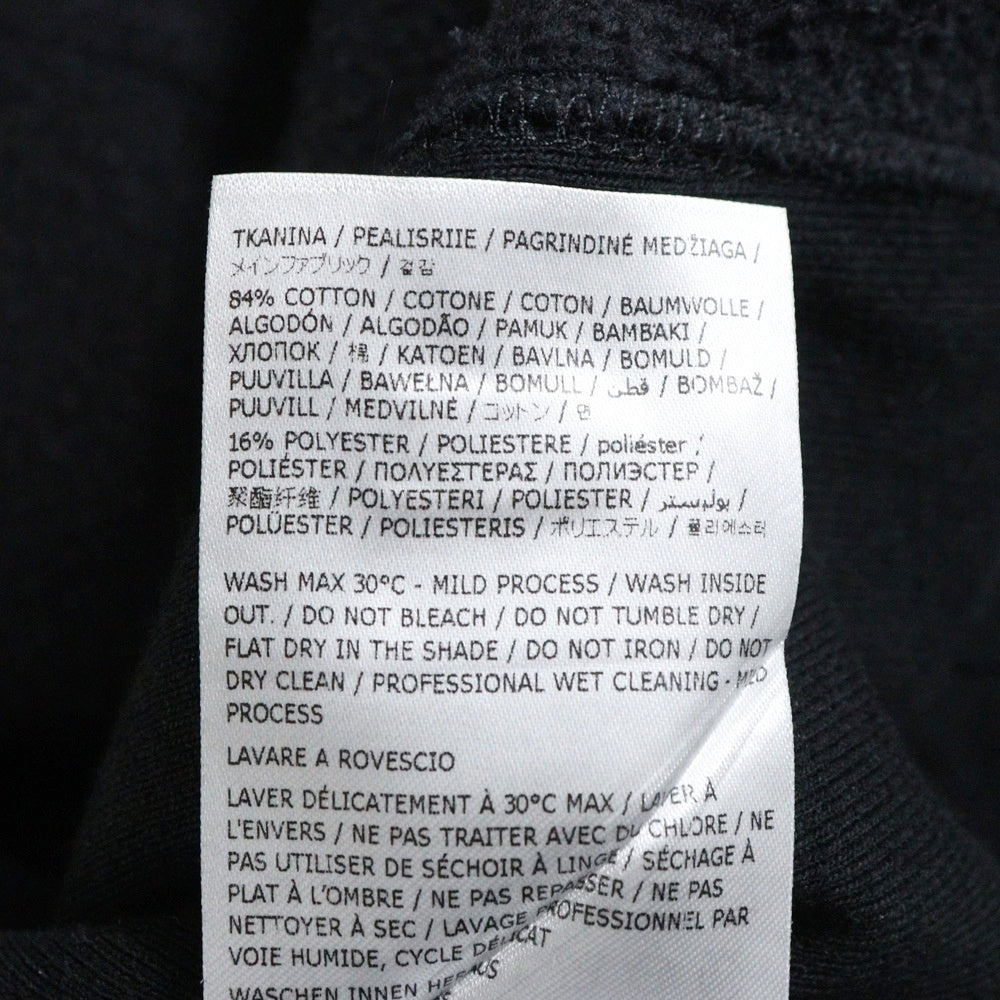 TKANINA / PEALISRIIE / PAGRINDINĖ MEDŽIAGA /
メインファブリック / 겉감
84% COTTON / COTONE / COTON / BAUMWOLLE /
ALGODÓN / ALGODÃO / PAMUK / BAMBAKI /
ХЛОПОК / 棉 / KATOEN / BAVLNA / BOMULD /
PUUVILLA / BAWEŁNA / BOMULL / قطن / BOMBAŽ /
PUUVILL / MEDVILNĖ / コットン / 면
16% POLYESTER / POLIESTERE / poliéster /
POLIÉSTER / ΠΟΛΥΕΣΤΕΡΑΣ / ПОЛИЭСТЕР /
聚酯纤维 / POLYESTERI / POLIESTER / بوليستر /
POLÜESTER / POLIESTERIS / ポリエステル / 폴리에스터
WASH MAX 30°C - MILD PROCESS / WASH INSIDE
OUT. / DO NOT BLEACH / DO NOT TUMBLE DRY /
FLAT DRY IN THE SHADE / DO NOT IRON / DO NOT
DRY CLEAN / PROFESSIONAL WET CLEANING - MILD
PROCESS
LAVARE A ROVESCIO
LAVER DÉLICATEMENT À 30°C MAX / LAVER À
L'ENVERS / NE PAS TRAITER AVEC DU CHLORE / NE
PAS UTILISER DE SÉCHOIR À LINGE / SÉCHAGE À
PLAT À L'OMBRE / NE PAS REPASSER / NE PAS
NETTOYER À SEC / LAVAGE PROFESSIONNEL PAR
VOIE HUMIDE, CYCLE DÉLICAT
WASCHEN INNEN